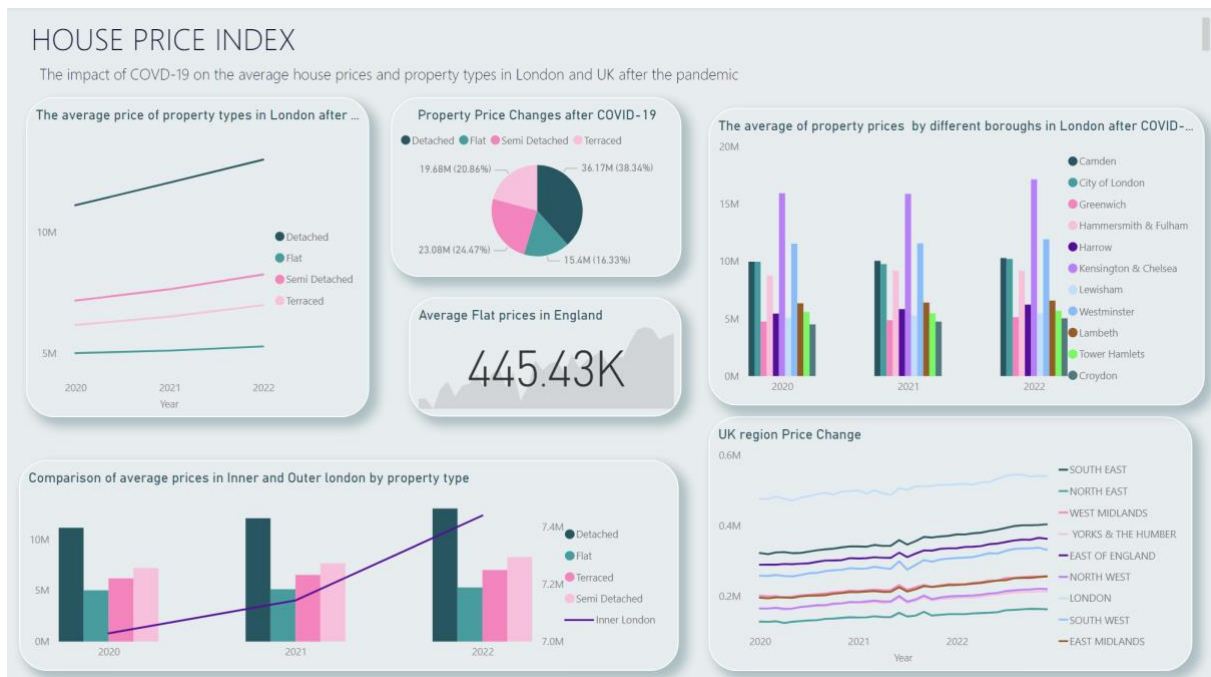 HOUSE PRICE INDEX
The impact of COVD-19 on the average house prices and property types in London and UK after the pandemic
The average price of property types in London after ...
10M
5M
Detached
Flat
Semi Detached
Terraced
2020 2021 2022
Year
Property Price Changes after COVID-19
Detached Flat Semi Detached Terraced
19.68M (20.86%)
36.17M (38.34%)
23.08M (24.47%)
15.4M (16.33%)
Average Flat prices in England
445.43K
The average of property prices by different boroughs in London after COVID-...
20M
15M
10M
5M
0M
2020 2021 2022
Camden
City of London
Greenwich
Hammersmith & Fulham
Harrow
Kensington & Chelsea
Lewisham
Westminster
Lambeth
Tower Hamlets
Croydon
Comparison of average prices in Inner and Outer london by property type
10M
5M
0M
2020 2021 2022
7.4M
7.2M
7.0M
Detached
Flat
Terraced
Semi Detached
Inner London
UK region Price Change
0.6M
0.4M
0.2M
2020 2021 2022
Year
SOUTH EAST
NORTH EAST
WEST MIDLANDS
YORKS & THE HUMBER
EAST OF ENGLAND
NORTH WEST
LONDON
SOUTH WEST
EAST MIDLANDS